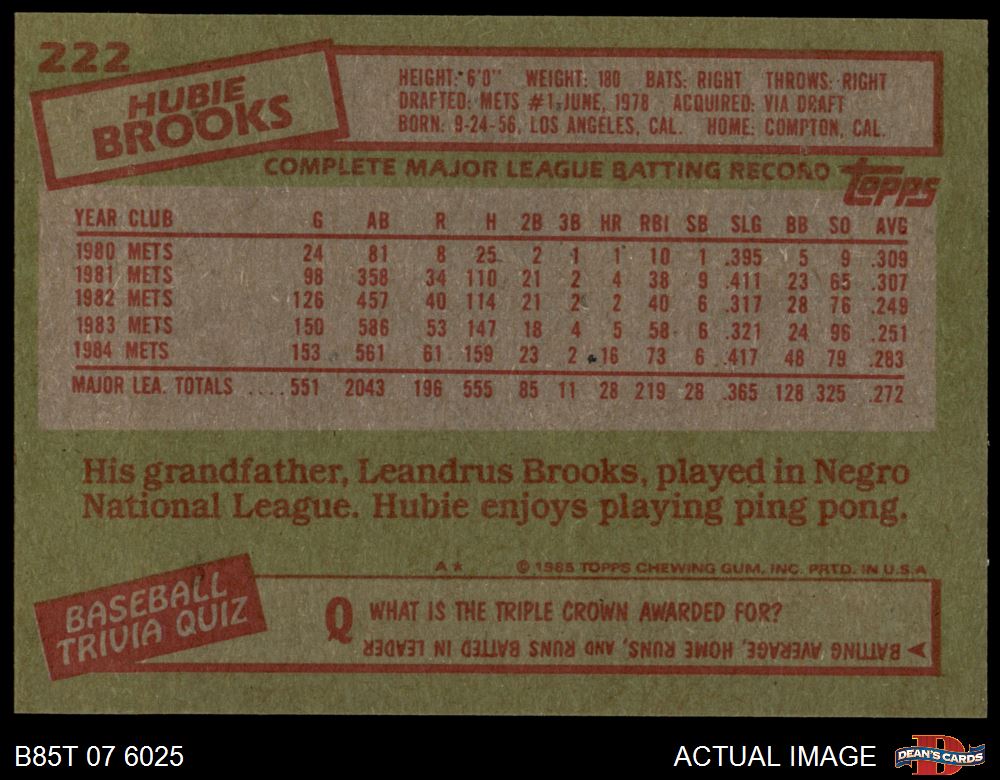 222
HUBIE
BROOKS
HEIGHT: 6'0" WEIGHT: 180 BATS: RIGHT THROWS: RIGHT
DRAFTED: METS #1-JUNE, 1978 ACQUIRED: VIA DRAFT
BORN: 9-24-56, LOS ANGELES, CAL. HOME: COMPTON, CAL.
COMPLETE MAJOR LEAGUE BATTING RECORD
TOPPS
YEAR CLUB G AB R H 2B 3B HR RBI SB SLG BB SO AVG
1980 METS 24 81 8 25 2 1 1 10 1 .395 5 9 .309
1981 METS 98 358 34 110 21 2 4 38 9 .411 23 65 .307
1982 METS 126 457 40 114 21 2 2 40 6 .317 28 76 .249
1983 METS 150 586 53 147 18 4 5 58 6 .321 24 96 .251
1984 METS 153 561 61 159 23 2 16 73 6 .417 48 79 .283
MAJOR LEA. TOTALS .... 551 2043 196 555 85 11 28 219 28 .365 128 325 .272
His grandfather, Leandrus Brooks, played in Negro
National League. Hubie enjoys playing ping pong.
A* © 1985 TOPPS CHEWING GUM, INC. PRTD. IN U.S.A
BASEBALL
TRIVIA QUIZ
Q WHAT IS THE TRIPLE CROWN AWARDED FOR?
BATTING AVERAGE, HOME RUNS, AND RUNS BATTED IN LEADER
B85T 07 6025
ACTUAL IMAGE
DEAN'S CARDS